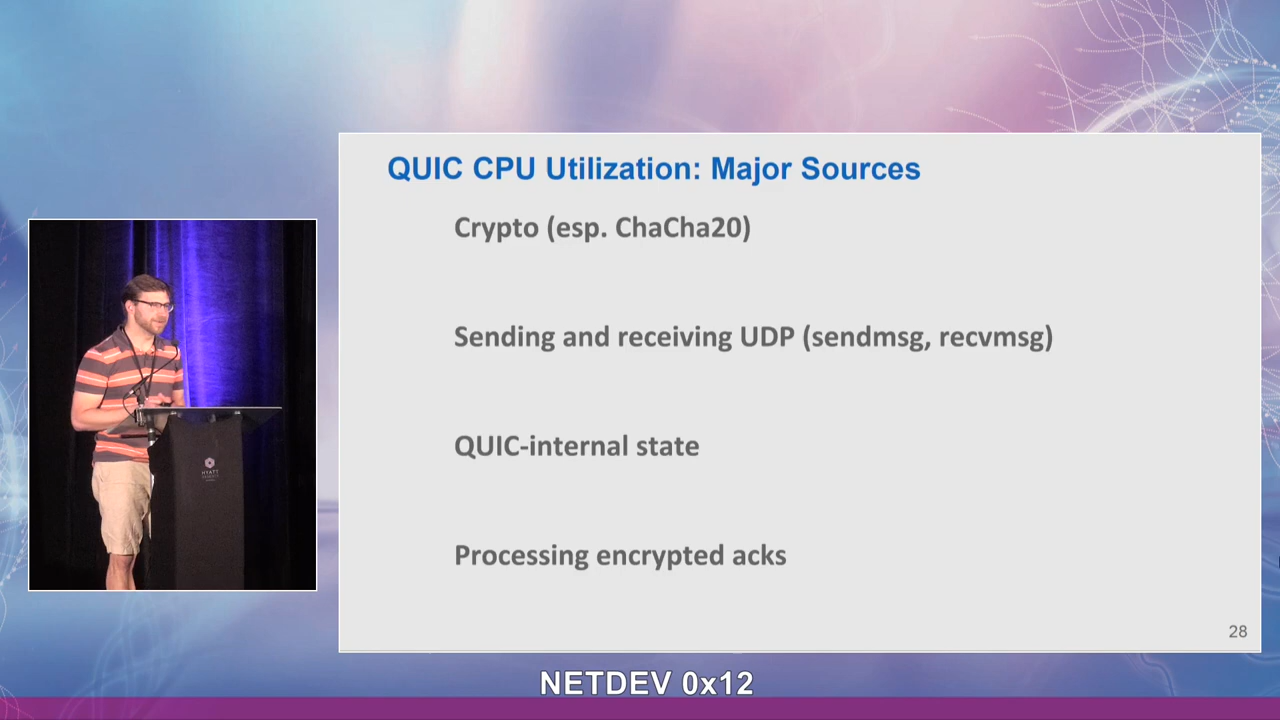 QUIC CPU Utilization: Major Sources
Crypto (esp. ChaCha20)
Sending and receiving UDP (sendmsg, recvmsg)
QUIC-internal state
Processing encrypted acks
28
HYATT
NETDEV 0x12